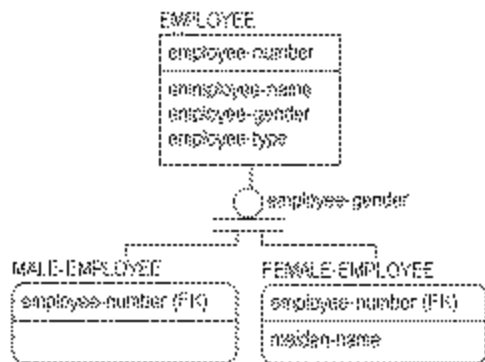 EMPLOYEE
employee-number
employee-name
employee-gender
employee-type
employee-gender
MALE-EMPLOYEE
employee-number (FK)
FEMALE-EMPLOYEE
employee-number (FK)
maiden-name